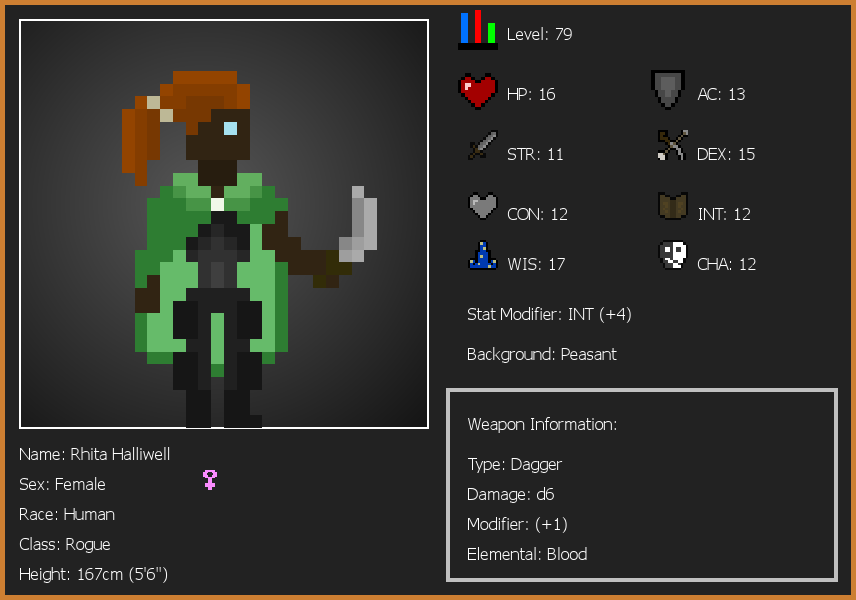 Level: 79
HP: 16
AC: 13
STR: 11
DEX: 15
CON: 12
INT: 12
WIS: 17
CHA: 12
Stat Modifier: INT (+4)
Background: Peasant
Weapon Information:
Type: Dagger
Damage: d6
Modifier: (+1)
Elemental: Blood
Name: Rhita Halliwell
Sex: Female
Race: Human
Class: Rogue
Height: 167cm (5'6")